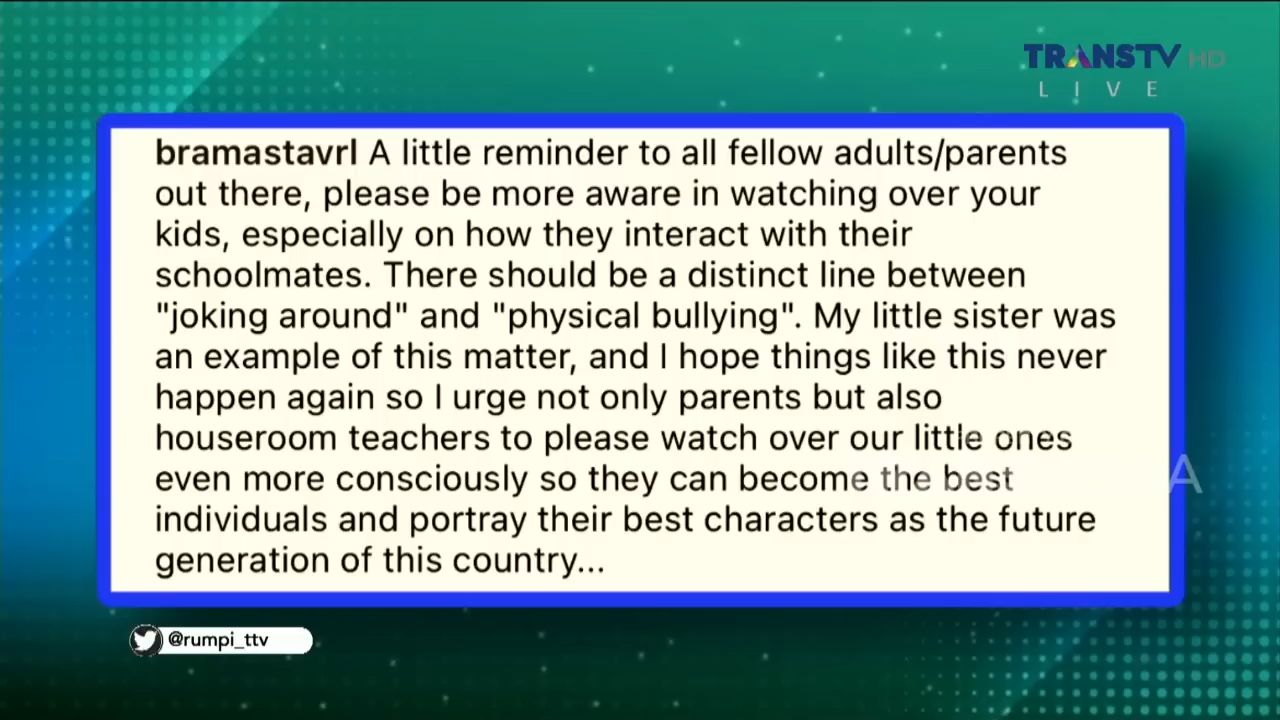 TRANSTV HD
LIVE
bramastavrl A little reminder to all fellow adults/parents
out there, please be more aware in watching over your
kids, especially on how they interact with their
schoolmates. There should be a distinct line between
"joking around" and "physical bullying". My little sister was
an example of this matter, and I hope things like this never
happen again so I urge not only parents but also
houseroom teachers to please watch over our little ones
even more consciously so they can become the best
individuals and portray their best characters as the future
generation of this country...
A
@rumpi_ttv